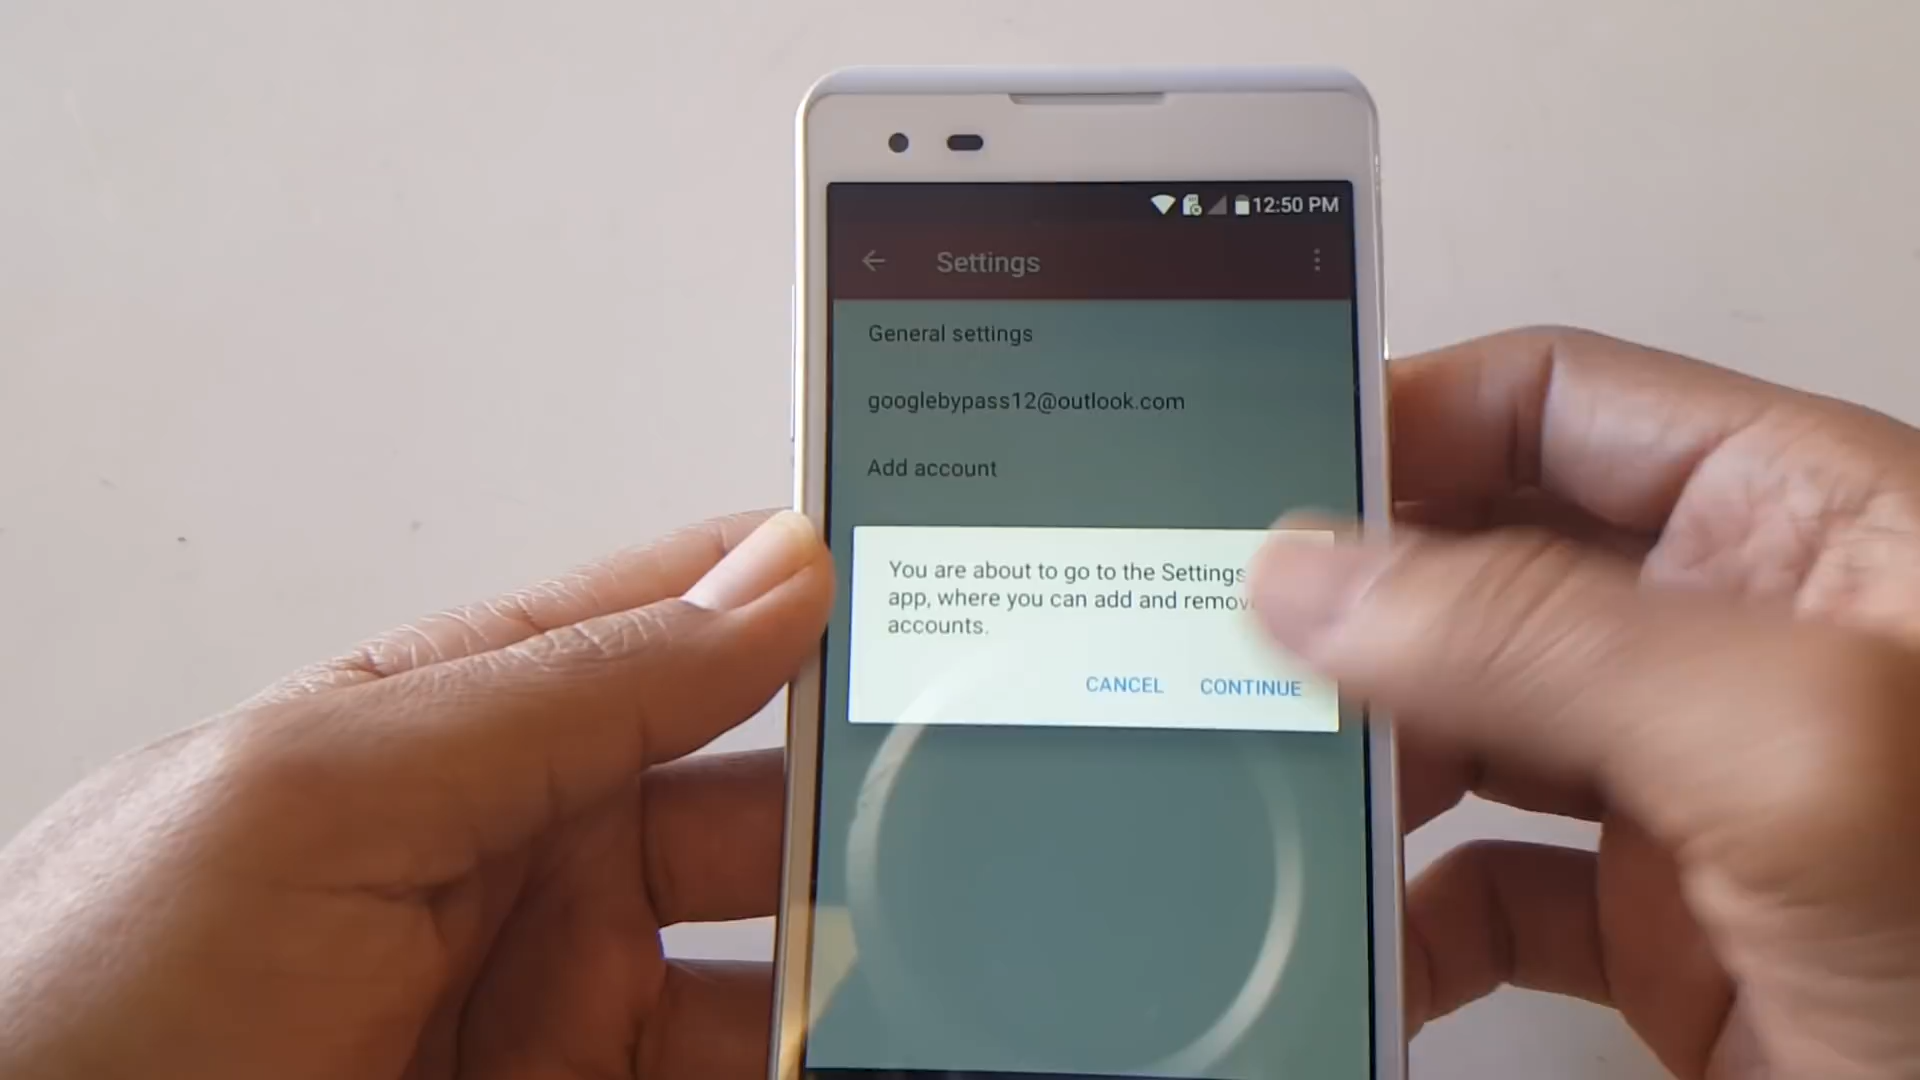 12:50 PM
Settings
General settings
googlebypass12@outlook.com
Add account
You are about to go to the Settings
app, where you can add and remov
accounts.
CANCEL CONTINUE